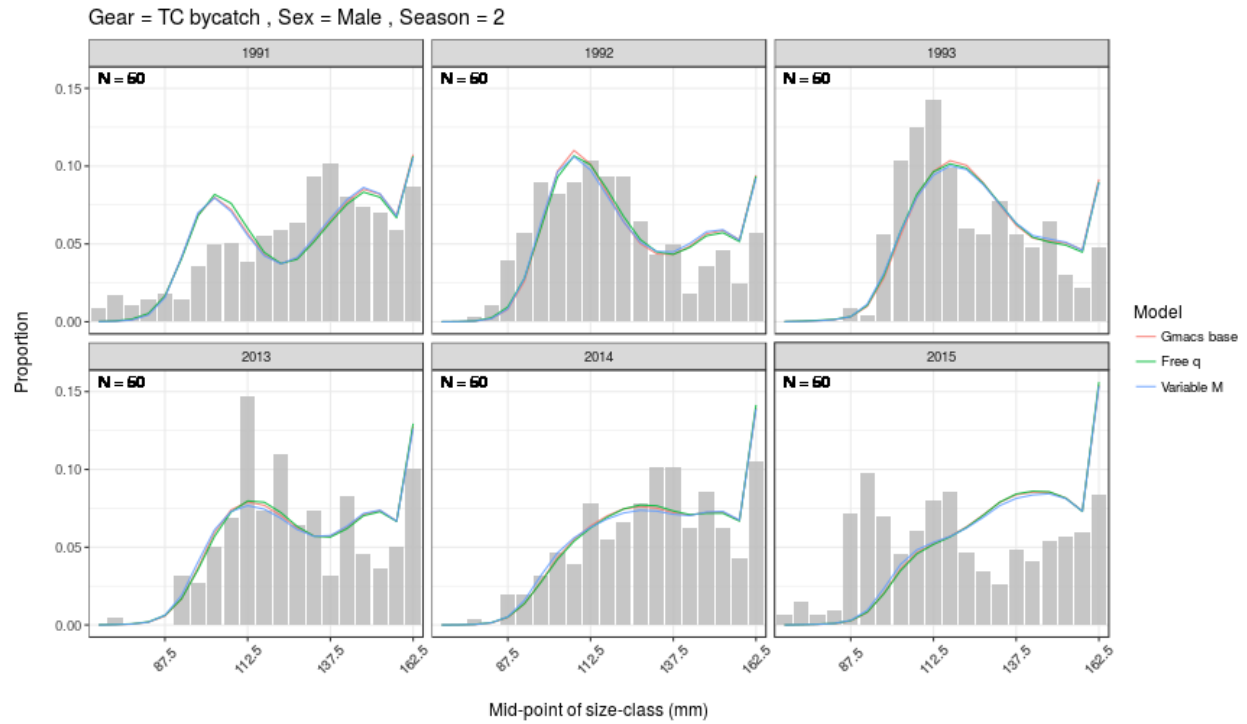 Gear = TC bycatch , Sex = Male , Season = 2
1991 1992 1993
N = 60 N = 60 N = 60
0.15
0.10
0.05
0.00
2013 2014 2015
N = 60 N = 60 N = 60
0.15
0.10
0.05
0.00
87.5 112.5 137.5 162.5 87.5 112.5 137.5 162.5 87.5 112.5 137.5 162.5
Mid-point of size-class (mm)
Proportion
Model
Gmacs base
Free q
Variable M